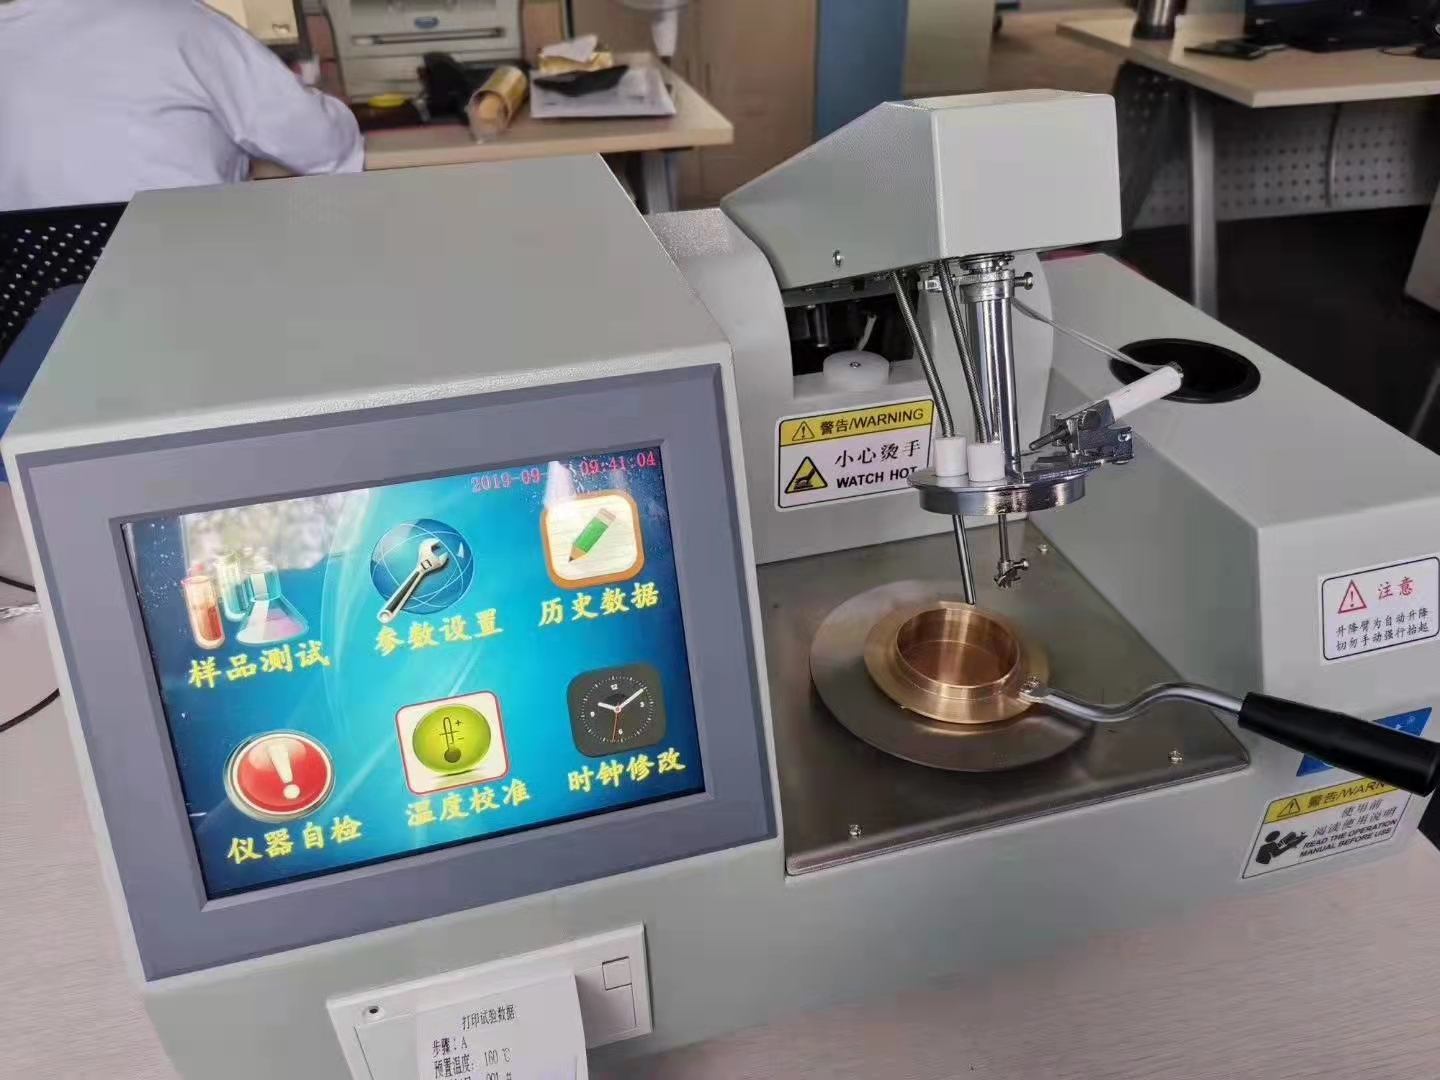 09:41:04
样品测试
参数设置
历史数据
仪器自检
温度校准
时钟修改
警告/WARNING
小心烫手
WATCH HOT
注意
升降臂为自动升降
切勿手动强行抬起
警告/WARN
使用前
阅读使用说明
READ THE OPERATION
MANUAL BEFORE USE
打印试验数据
步骤：A
预置温度： 160 ℃